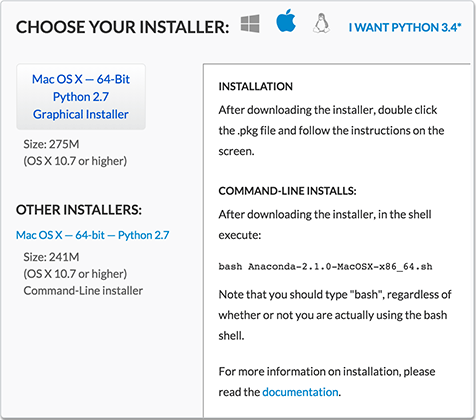 CHOOSE YOUR INSTALLER:
I WANT PYTHON 3.4*
Mac OS X — 64-Bit
Python 2.7
Graphical Installer
Size: 275M
(OS X 10.7 or higher)
OTHER INSTALLERS:
Mac OS X — 64-bit — Python 2.7
Size: 241M
(OS X 10.7 or higher)
Command-Line installer
INSTALLATION
After downloading the installer, double click
the .pkg file and follow the instructions on the
screen.
COMMAND-LINE INSTALLS:
After downloading the installer, in the shell
execute:
bash Anaconda-2.1.0-MacOSX-x86_64.sh
Note that you should type "bash", regardless of
whether or not you are actually using the bash
shell.
For more information on installation, please
read the documentation.